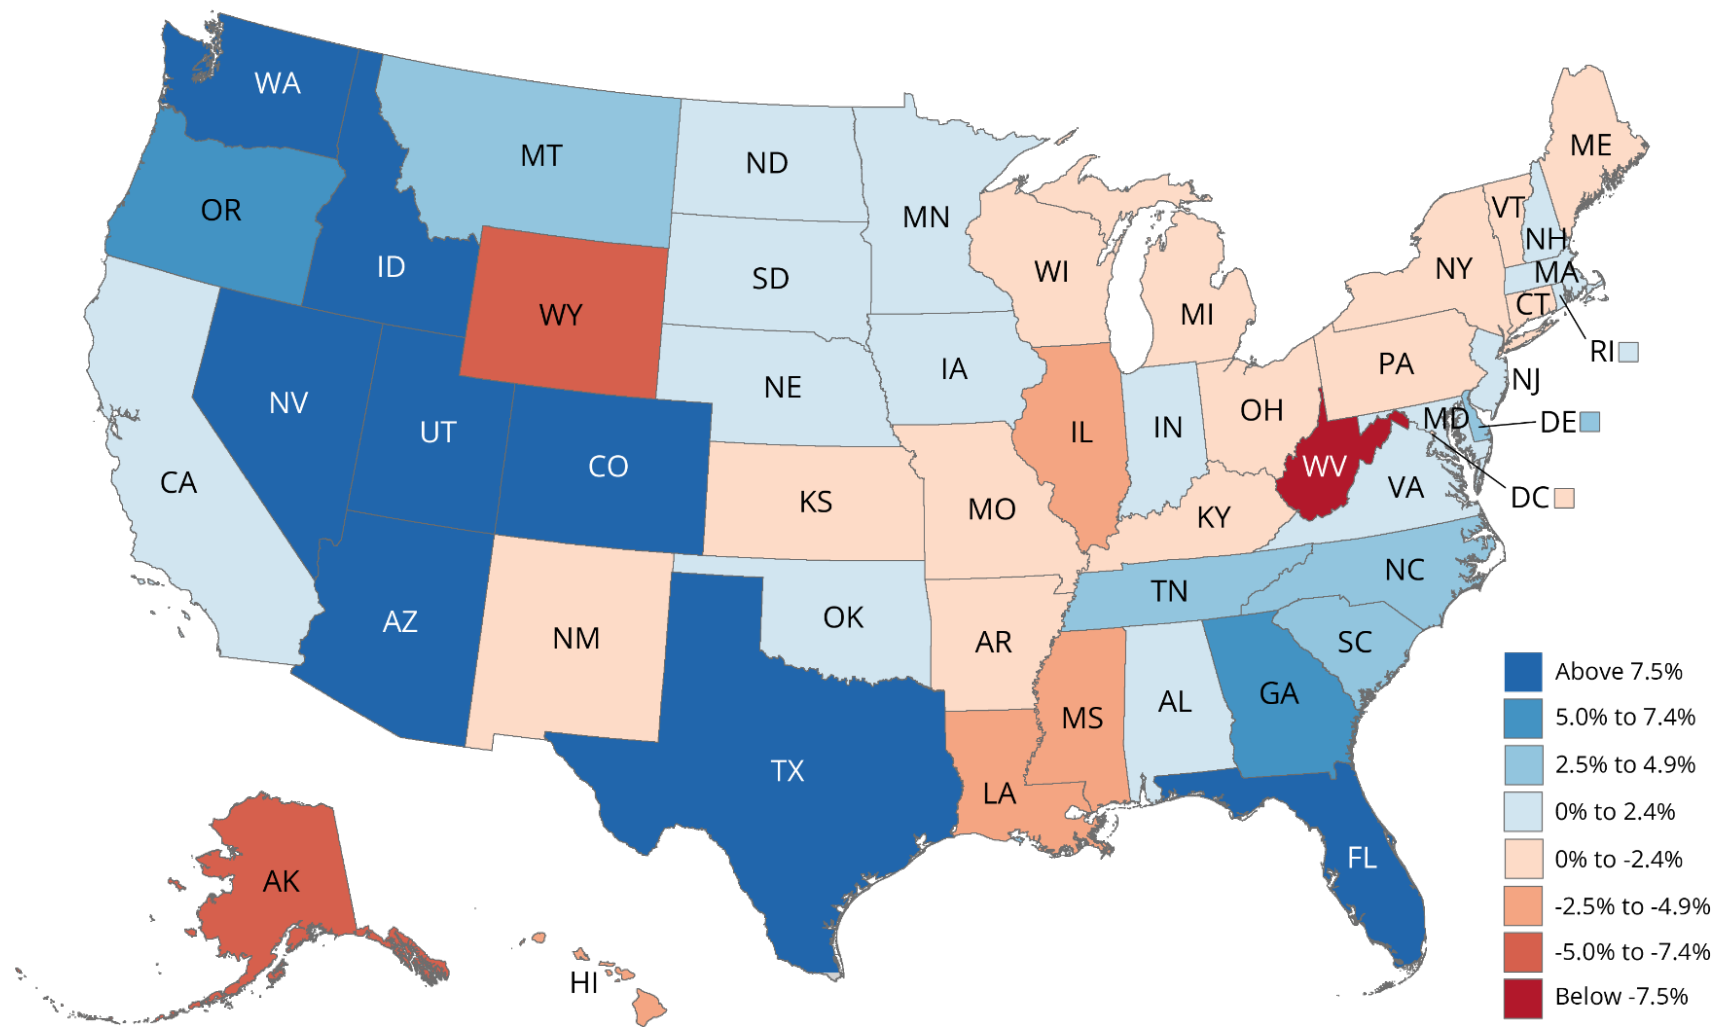 WA
MT
ND
MN
ME
OR
ID
SD
WI
VT
NH
NY
MA
WY
MI
CT
RI
NE
IA
PA
NJ
NV
UT
CO
IL
IN
OH
MD
DE
CA
KS
MO
WV
VA
DC
KY
AZ
NM
OK
AR
TN
NC
SC
MS
AL
GA
TX
LA
FL
AK
HI
Above 7.5%
5.0% to 7.4%
2.5% to 4.9%
0% to 2.4%
0% to -2.4%
-2.5% to -4.9%
-5.0% to -7.4%
Below -7.5%